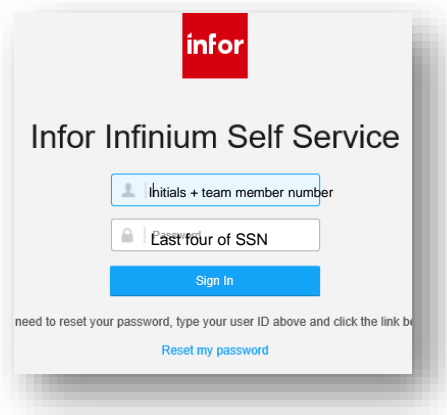 infor
Infor Infinium Self Service
Initials + team member number
Password
Last four of SSN
Sign In
need to reset your password, type your user ID above and click the link be
Reset my password